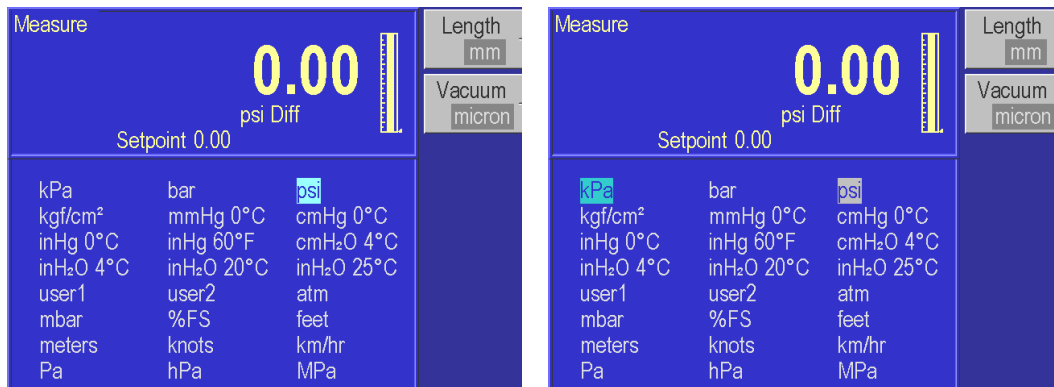 Measure
0.00
psi Diff
Setpoint 0.00
Length
mm
Vacuum
micron
kPa bar psi
kgf/cm² mmHg 0°C cmHg 0°C
inHg 0°C inHg 60°F cmH₂O 4°C
inH₂O 4°C inH₂O 20°C inH₂O 25°C
user1 user2 atm
mbar %FS feet
meters knots km/hr
Pa hPa MPa
Measure
0.00
psi Diff
Setpoint 0.00
Length
mm
Vacuum
micron
kPa bar psi
kgf/cm² mmHg 0°C cmHg 0°C
inHg 0°C inHg 60°F cmH₂O 4°C
inH₂O 4°C inH₂O 20°C inH₂O 25°C
user1 user2 atm
mbar %FS feet
meters knots km/hr
Pa hPa MPa